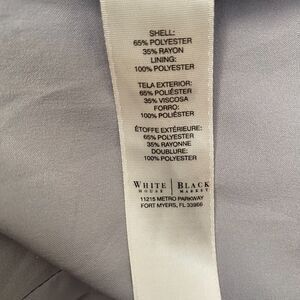 SHELL:
65% POLYESTER
35% RAYON
LINING:
100% POLYESTER
TELA EXTERIOR:
65% POLIÉSTER
35% VISCOSA
FORRO:
100% POLIÉSTER
ÉTOFFE EXTÉRIEURE:
65% POLYESTER
35% RAYONNE
DOUBLURE:
100% POLYESTER
WHITE | BLACK
HOUSE | MARKET
11215 METRO PARKWAY
FORT MYERS, FL 33966